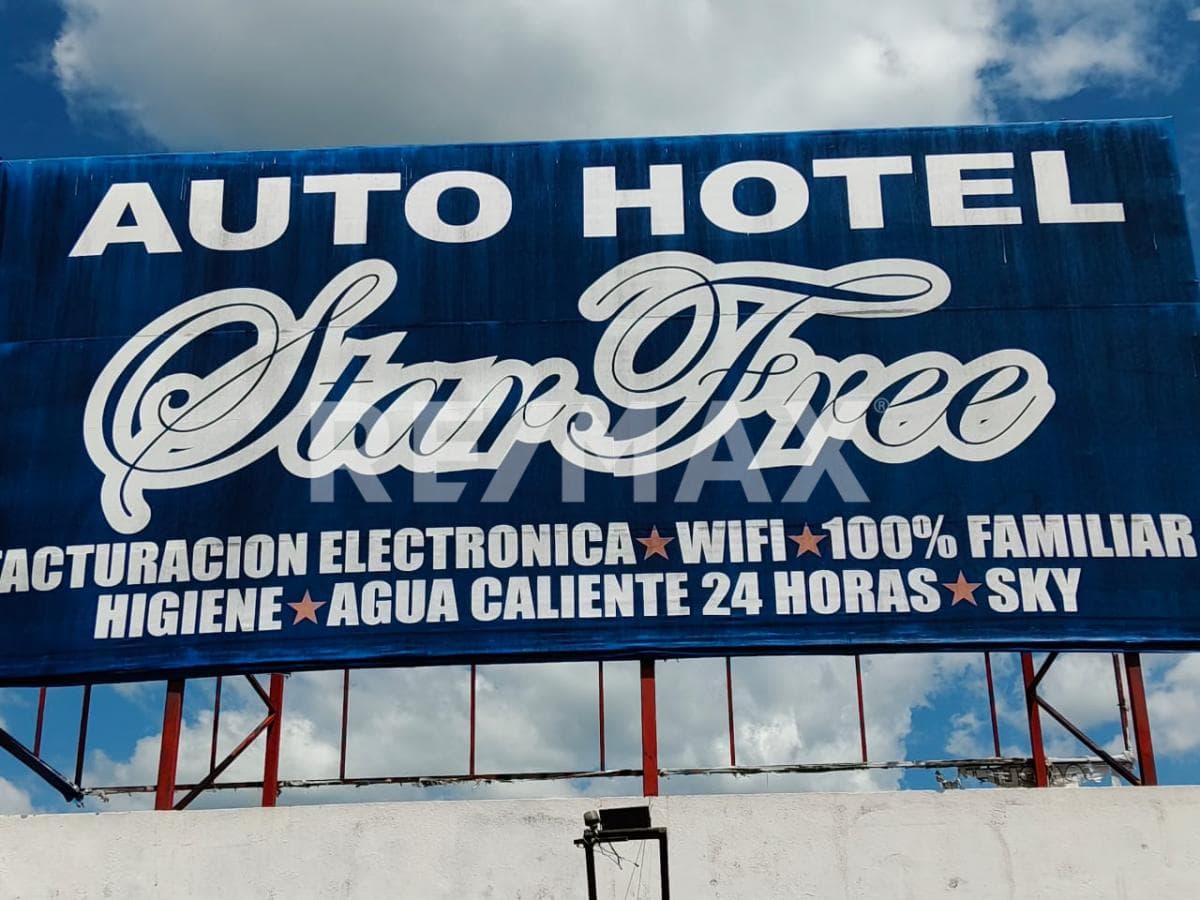 AUTO HOTEL
Star Free
RE/MAX®
FACTURACION ELECTRONICA★WIFI★100% FAMILIAR
HIGIENE★AGUA CALIENTE 24 HORAS★SKY